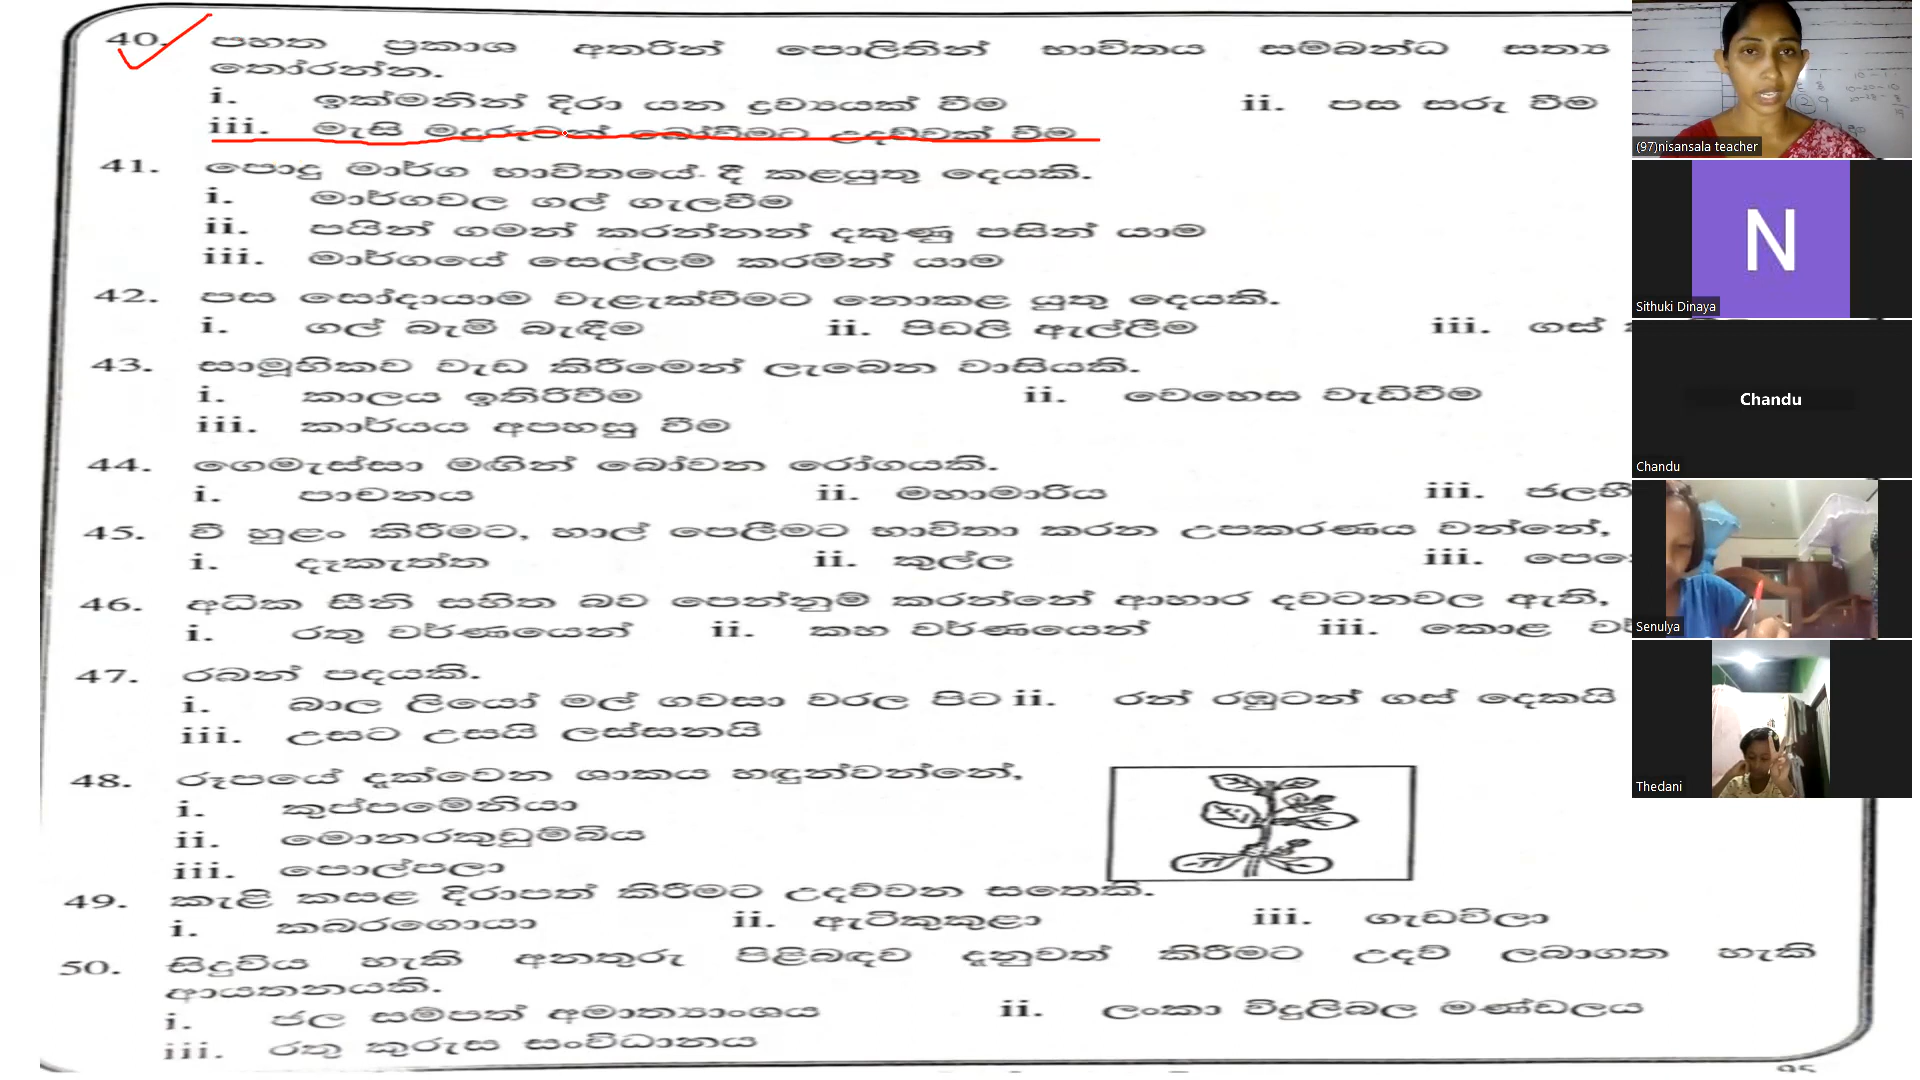 40. පහත ප්‍රකාශ අතරින් පොලිතින් භාවිතය සම්බන්ධ සත්‍ය
තෝරන්න.
i. ඉක්මනින් දිරා යන ද්‍රව්‍යයක් වීම ii. පස සරු වීම
iii. මැසි මදුරුවන් බෝවීමට උදව්වක් වීම
41. පොදු මාර්ග භාවිතයේ දී කළයුතු දෙයකි.
i. මාර්ගවල ගල් ගැලවීම
ii. පයින් ගමන් කරන්නන් දකුණු පසින් යාම
iii. මාර්ගයේ සෙල්ලම් කරමින් යාම
42. පස සෝදායාම වැළැක්වීමට නොකළ යුතු දෙයකි.
i. ගල් බැමි බැඳීම ii. පිඩලි ඇල්ලීම iii. ගස්
43. සාමූහිකව වැඩ කිරීමෙන් ලැබෙන වාසියකි.
i. කාලය ඉතිරිවීම ii. වෙහෙස වැඩිවීම
iii. කාර්යය අපහසු වීම
44. ගෙමැස්සා මඟින් බෝවන රෝගයකි.
i. පාචනය ii. මහාමාරිය iii. ජලභී
45. වී හුළං කිරීමට, හාල් පෙලීමට භාවිතා කරන උපකරණය වන්නේ,
i. දෑකැත්ත ii. කුල්ල iii. පෙ
46. අධික සීනි සහිත බව පෙන්නුම් කරන්නේ ආහාර දවටනවල ඇති,
i. රතු වර්ණයෙන් ii. කහ වර්ණයෙන් iii. කොළ
47. රබන් පදයකි.
i. බාල ලියෝ මල් ගවසා වරල පිට ii. රන් රඹුටන් ගස් දෙකයි
iii. උසට උසයි ලස්සනයි
48. රූපයේ දැක්වෙන ශාකය හඳුන්වන්නේ,
i. කුප්පමේනියා
ii. මොනරකුඩුම්බිය
iii. පොල්පලා
49. කැළි කසළ දිරාපත් කිරීමට උදව්වන සතෙකි.
i. කබරගොයා ii. ඇටිකුකුළා iii. ගැඩවිලා
50. සිදුවිය හැකි අනතුරු පිළිබඳව දැනුවත් කිරීමට උදව් ලබාගත හැකි
ආයතනයකි.
i. ජල සම්පත් අමාත්‍යාංශය ii. ලංකා විදුලිබල මණ්ඩලය
iii. රතු කුරුස සංවිධානය
(97)nisansala teacher
N
Sithuki Dinaya
Chandu
Chandu
Senulya
Thedani